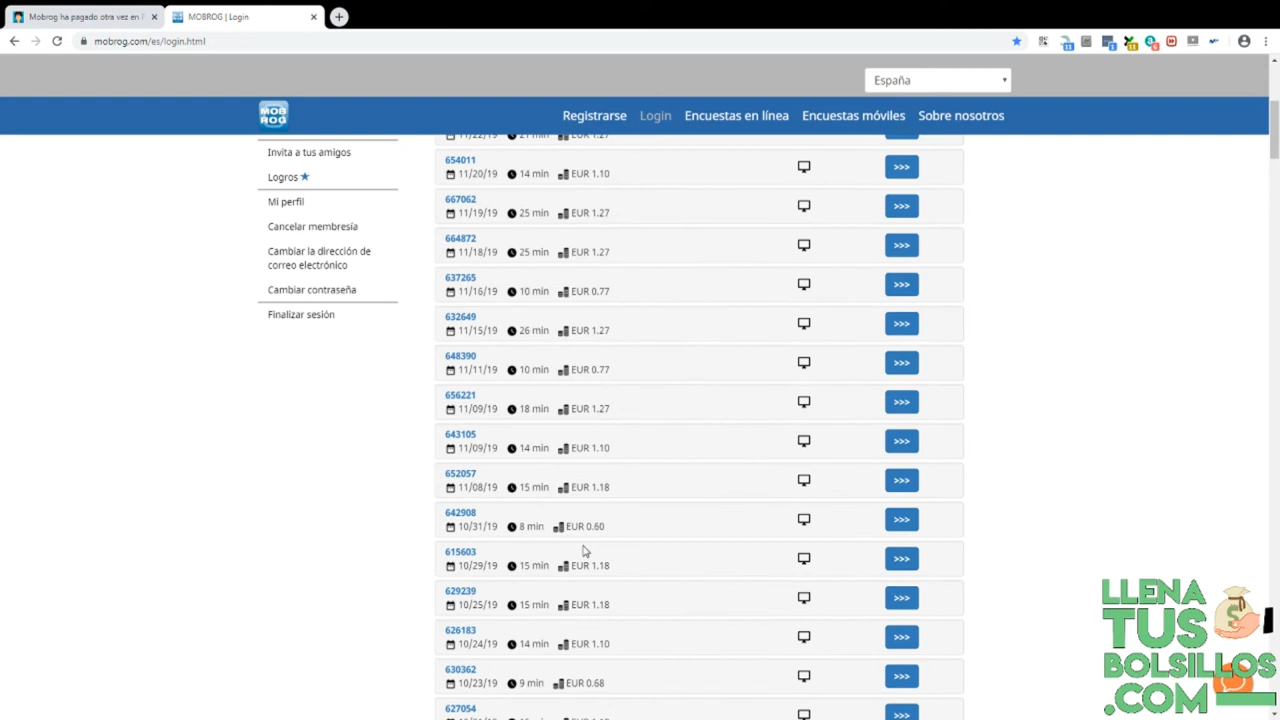 Mobrog ha pagado otra vez en
MOBROG | Login
mobrog.com/es/login.html
España
MOB
ROG
Registrarse
Login
Encuestas en línea
Encuestas móviles
Sobre nosotros
Invita a tus amigos
Logros
Mi perfil
Cancelar membresía
Cambiar la dirección de
correo electrónico
Cambiar contraseña
Finalizar sesión
11/22/19 21 min EUR 1.27
654011
11/20/19 14 min EUR 1.10
>>>
667062
11/19/19 25 min EUR 1.27
>>>
664872
11/18/19 25 min EUR 1.27
>>>
637265
11/16/19 10 min EUR 0.77
>>>
632649
11/15/19 26 min EUR 1.27
>>>
648390
11/11/19 10 min EUR 0.77
>>>
656221
11/09/19 18 min EUR 1.27
>>>
643105
11/09/19 14 min EUR 1.10
>>>
652057
11/08/19 15 min EUR 1.18
>>>
642908
10/31/19 8 min EUR 0.60
>>>
615603
10/29/19 15 min EUR 1.18
>>>
629239
10/25/19 15 min EUR 1.18
>>>
626183
10/24/19 14 min EUR 1.10
>>>
630362
10/23/19 9 min EUR 0.68
>>>
627054
>>>
LLENA
TUS
BOLSILLOS
.COM